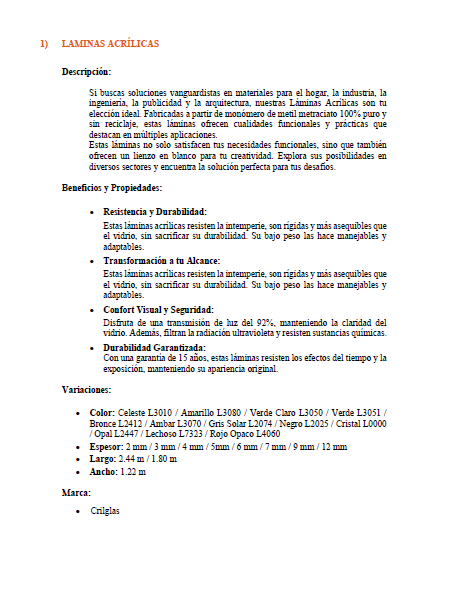 1) LAMINAS ACRÍLICAS
Descripción:
Si buscas soluciones vanguardistas en materiales para el hogar, la industria, la
ingeniería, la publicidad y la arquitectura, nuestras Láminas Acrílicas son tu
elección ideal. Fabricadas a partir de monómero de metil metraciato 100% puro y
sin reciclaje, estas láminas ofrecen cualidades funcionales y prácticas que
destacan en múltiples aplicaciones.
Estas láminas no solo satisfacen tus necesidades funcionales, sino que también
ofrecen un lienzo en blanco para tu creatividad. Explora sus posibilidades en
diversos sectores y encuentra la solución perfecta para tus desafíos.
Beneficios y Propiedades:
• Resistencia y Durabilidad:
Estas láminas acrílicas resisten la intemperie, son rígidas y más asequibles que
el vidrio, sin sacrificar su durabilidad. Su bajo peso las hace manejables y
adaptables.
• Transformación a tu Alcance:
Estas láminas acrílicas resisten la intemperie, son rígidas y más asequibles que
el vidrio, sin sacrificar su durabilidad. Su bajo peso las hace manejables y
adaptables.
• Confort Visual y Seguridad:
Disfruta de una transmisión de luz del 92%, manteniendo la claridad del
vidrio. Además, filtran la radiación ultravioleta y resisten sustancias químicas.
• Durabilidad Garantizada:
Con una garantía de 15 años, estas láminas resisten los efectos del tiempo y la
exposición, manteniendo su apariencia original.
Variaciones:
• Color: Celeste L3010 / Amarillo L3080 / Verde Claro L3050 / Verde L3051 /
Bronce L2412 / Ambar L3070 / Gris Solar L2074 / Negro L2025 / Cristal L0000
/ Opal L2447 / Lechoso L7323 / Rojo Opaco L4060
• Espesor: 2 mm / 3 mm / 4 mm / 5mm / 6 mm / 7 mm / 9 mm / 12 mm
• Largo: 2.44 m / 1.80 m
• Ancho: 1.22 m
Marca:
• Crilglas